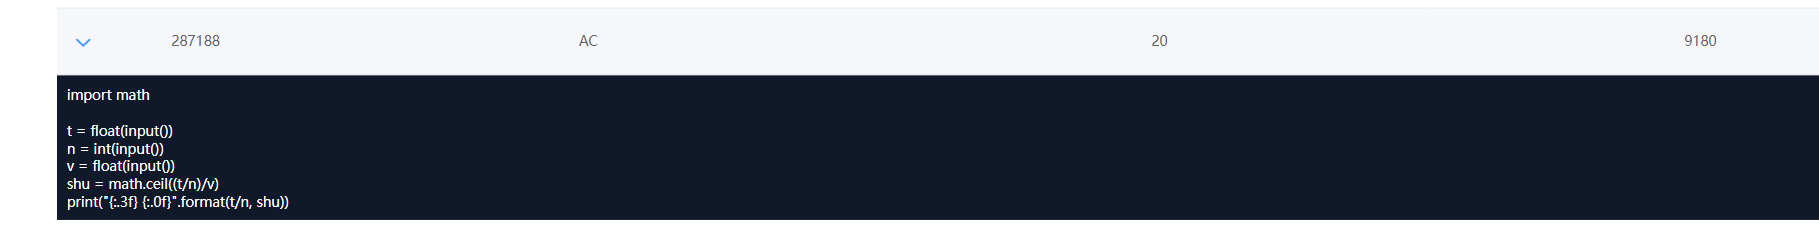 287188 AC 20 9180
import math
t = float(input())
n = int(input())
v = float(input())
shu = math.ceil((t/n)/v)
print("{:.3f} {:.0f}".format(t/n, shu))